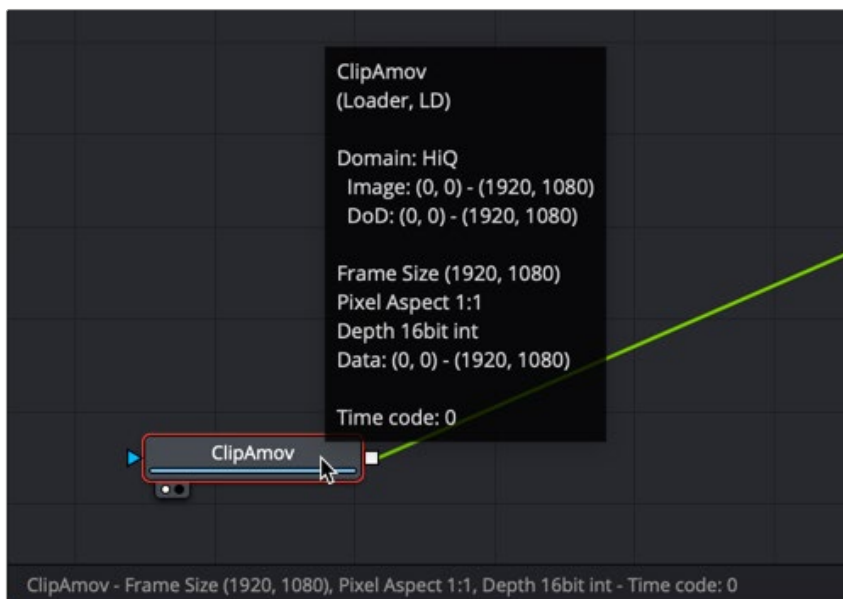 ClipAmov
(Loader, LD)
Domain: HiQ
Image: (0, 0) - (1920, 1080)
DoD: (0, 0) - (1920, 1080)
Frame Size (1920, 1080)
Pixel Aspect 1:1
Depth 16bit int
Data: (0, 0) - (1920, 1080)
Time code: 0
ClipAmov
ClipAmov - Frame Size (1920, 1080), Pixel Aspect 1:1, Depth 16bit int - Time code: 0